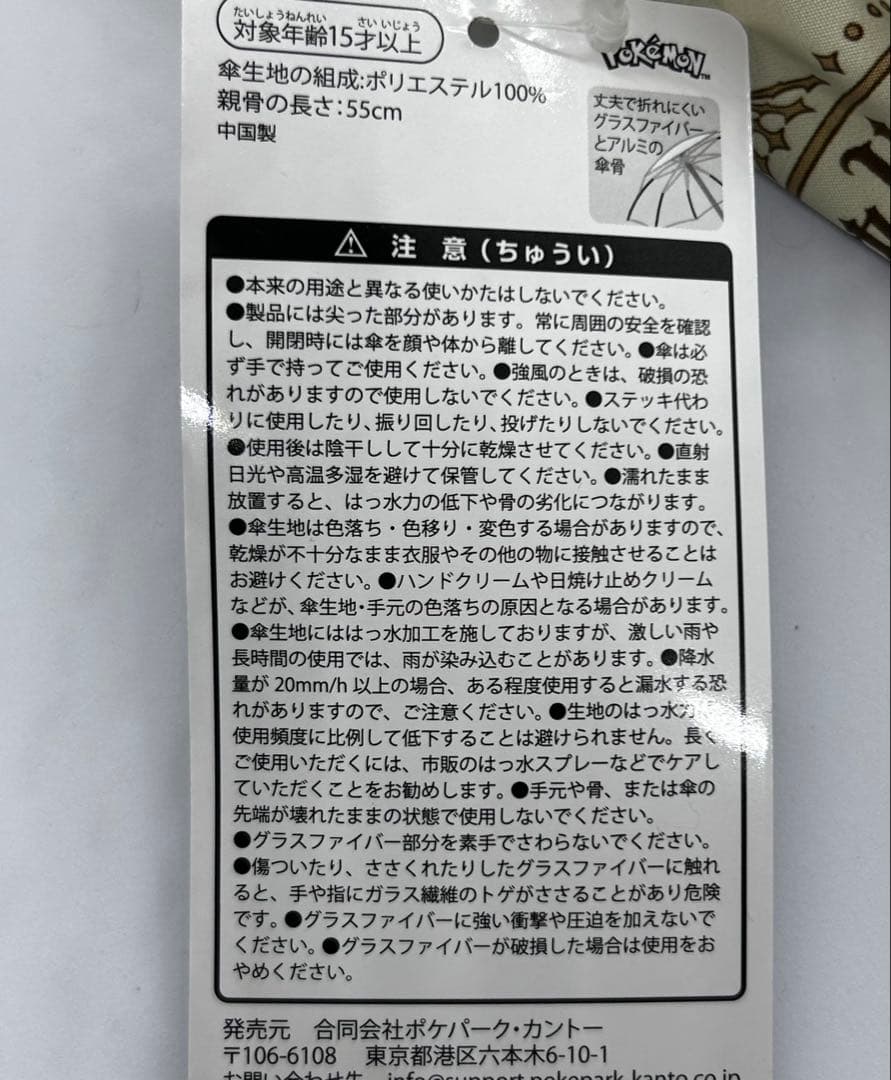 たいしょうねんれい さい いじょう
対象年齢15才以上
傘生地の組成:ポリエステル100%
親骨の長さ:55cm
中国製
POKéMON™
丈夫で折れにくい
グラスファイバー
とアルミの
傘骨
⚠ 注 意(ちゅうい)
●本来の用途と異なる使いかたはしないでください。
●製品には尖った部分があります。常に周囲の安全を確認
し、開閉時には傘を顔や体から離してください。●傘は必
ず手で持ってご使用ください。●強風のときは、破損の恐
れがありますので使用しないでください。●ステッキ代わ
りに使用したり、振り回したり、投げたりしないでください。
●使用後は陰干しして十分に乾燥させてください。●直射
日光や高温多湿を避けて保管してください。●濡れたまま
放置すると、はっ水力の低下や骨の劣化につながります。
●傘生地は色落ち・色移り・変色する場合がありますので、
乾燥が不十分なまま衣服やその他の物に接触させることは
お避けください。●ハンドクリームや日焼け止めクリーム
などが、傘生地・手元の色落ちの原因となる場合があります。
●傘生地にははっ水加工を施しておりますが、激しい雨や
長時間の使用では、雨が染み込むことがあります。●降水
量が 20mm/h 以上の場合、ある程度使用すると漏水する恐
れがありますので、ご注意ください。●生地のはっ水力
使用頻度に比例して低下することは避けられません。長く
ご使用いただくには、市販のはっ水スプレーなどでケアし
ていただくことをお勧めします。●手元や骨、または傘の
先端が壊れたままの状態で使用しないでください。
●グラスファイバー部分を素手でさわらないでください。
●傷ついたり、ささくれたりしたグラスファイバーに触れ
ると、手や指にガラス繊維のトゲがささることがあり危険
です。●グラスファイバーに強い衝撃や圧迫を加えないで
ください。●グラスファイバーが破損した場合は使用をお
やめください。
発売元 合同会社ポケパーク・カントー
〒106-6108 東京都港区六本木6-10-1
お問い合わせ先 info@support.pokepark-kanto.co.jp